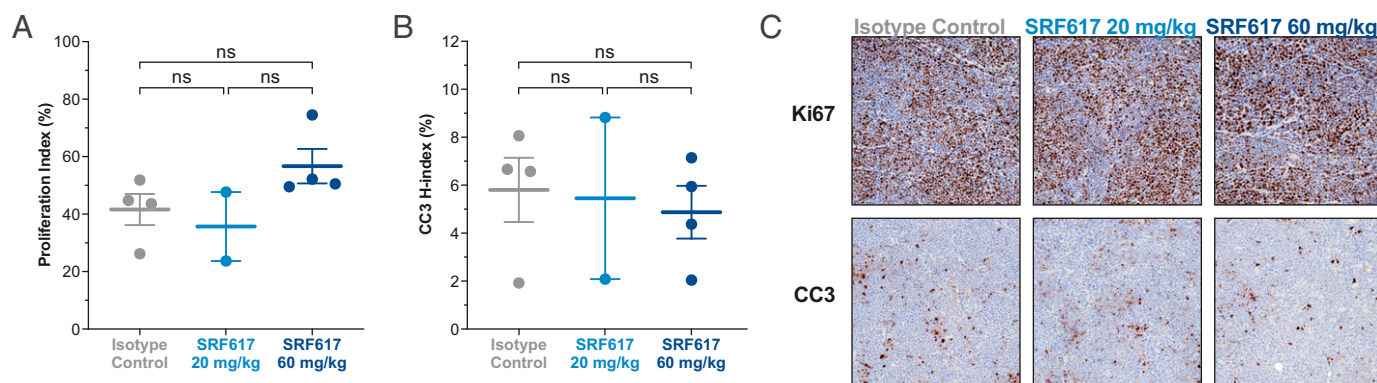 A
Proliferation Index (%)
100
80
60
40
20
0
ns
ns
ns
Isotype
Control
SRF617
20 mg/kg
SRF617
60 mg/kg
B
CC3 H-index (%)
12
10
8
6
4
2
0
ns
ns
ns
Isotype
Control
SRF617
20 mg/kg
SRF617
60 mg/kg
C
Isotype Control
SRF617 20 mg/kg
SRF617 60 mg/kg
Ki67
CC3